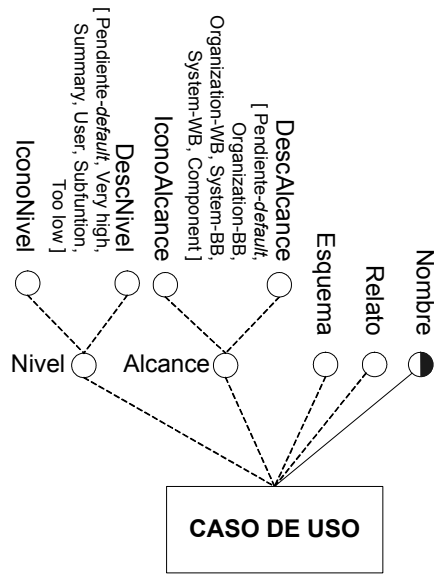 IconoNivel
DescNivel
[ Pendiente-default, Very high,
Summary, User, Subfuntion,
Too low ]
IconoAlcance
DescAlcance
[ Pendiente-default,
Organization-BB,
Organization-WB, System-BB,
System-WB, Component ]
Esquema
Relato
Nombre
Nivel
Alcance
CASO DE USO